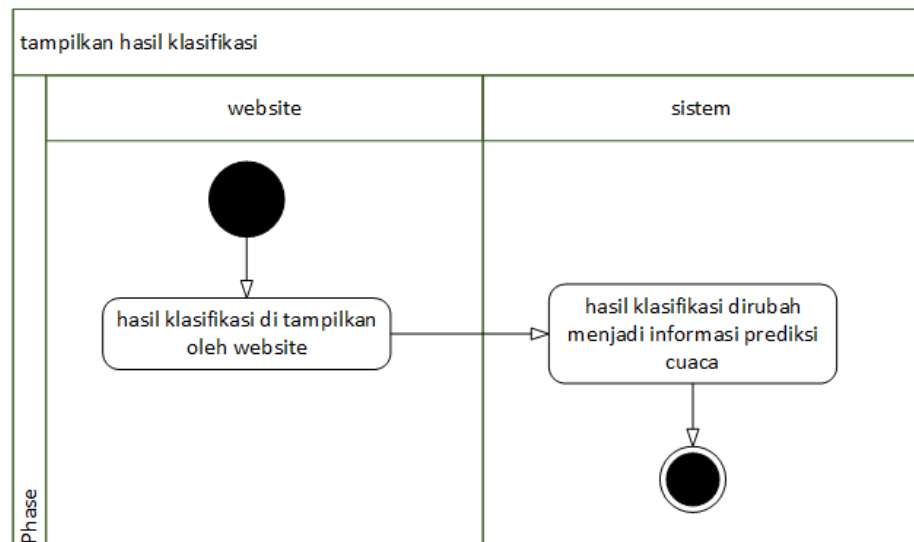 tampilkan hasil klasifikasi
website
sistem
hasil klasifikasi di tampilkan
oleh website
hasil klasifikasi dirubah
menjadi informasi prediksi
cuaca
Phase